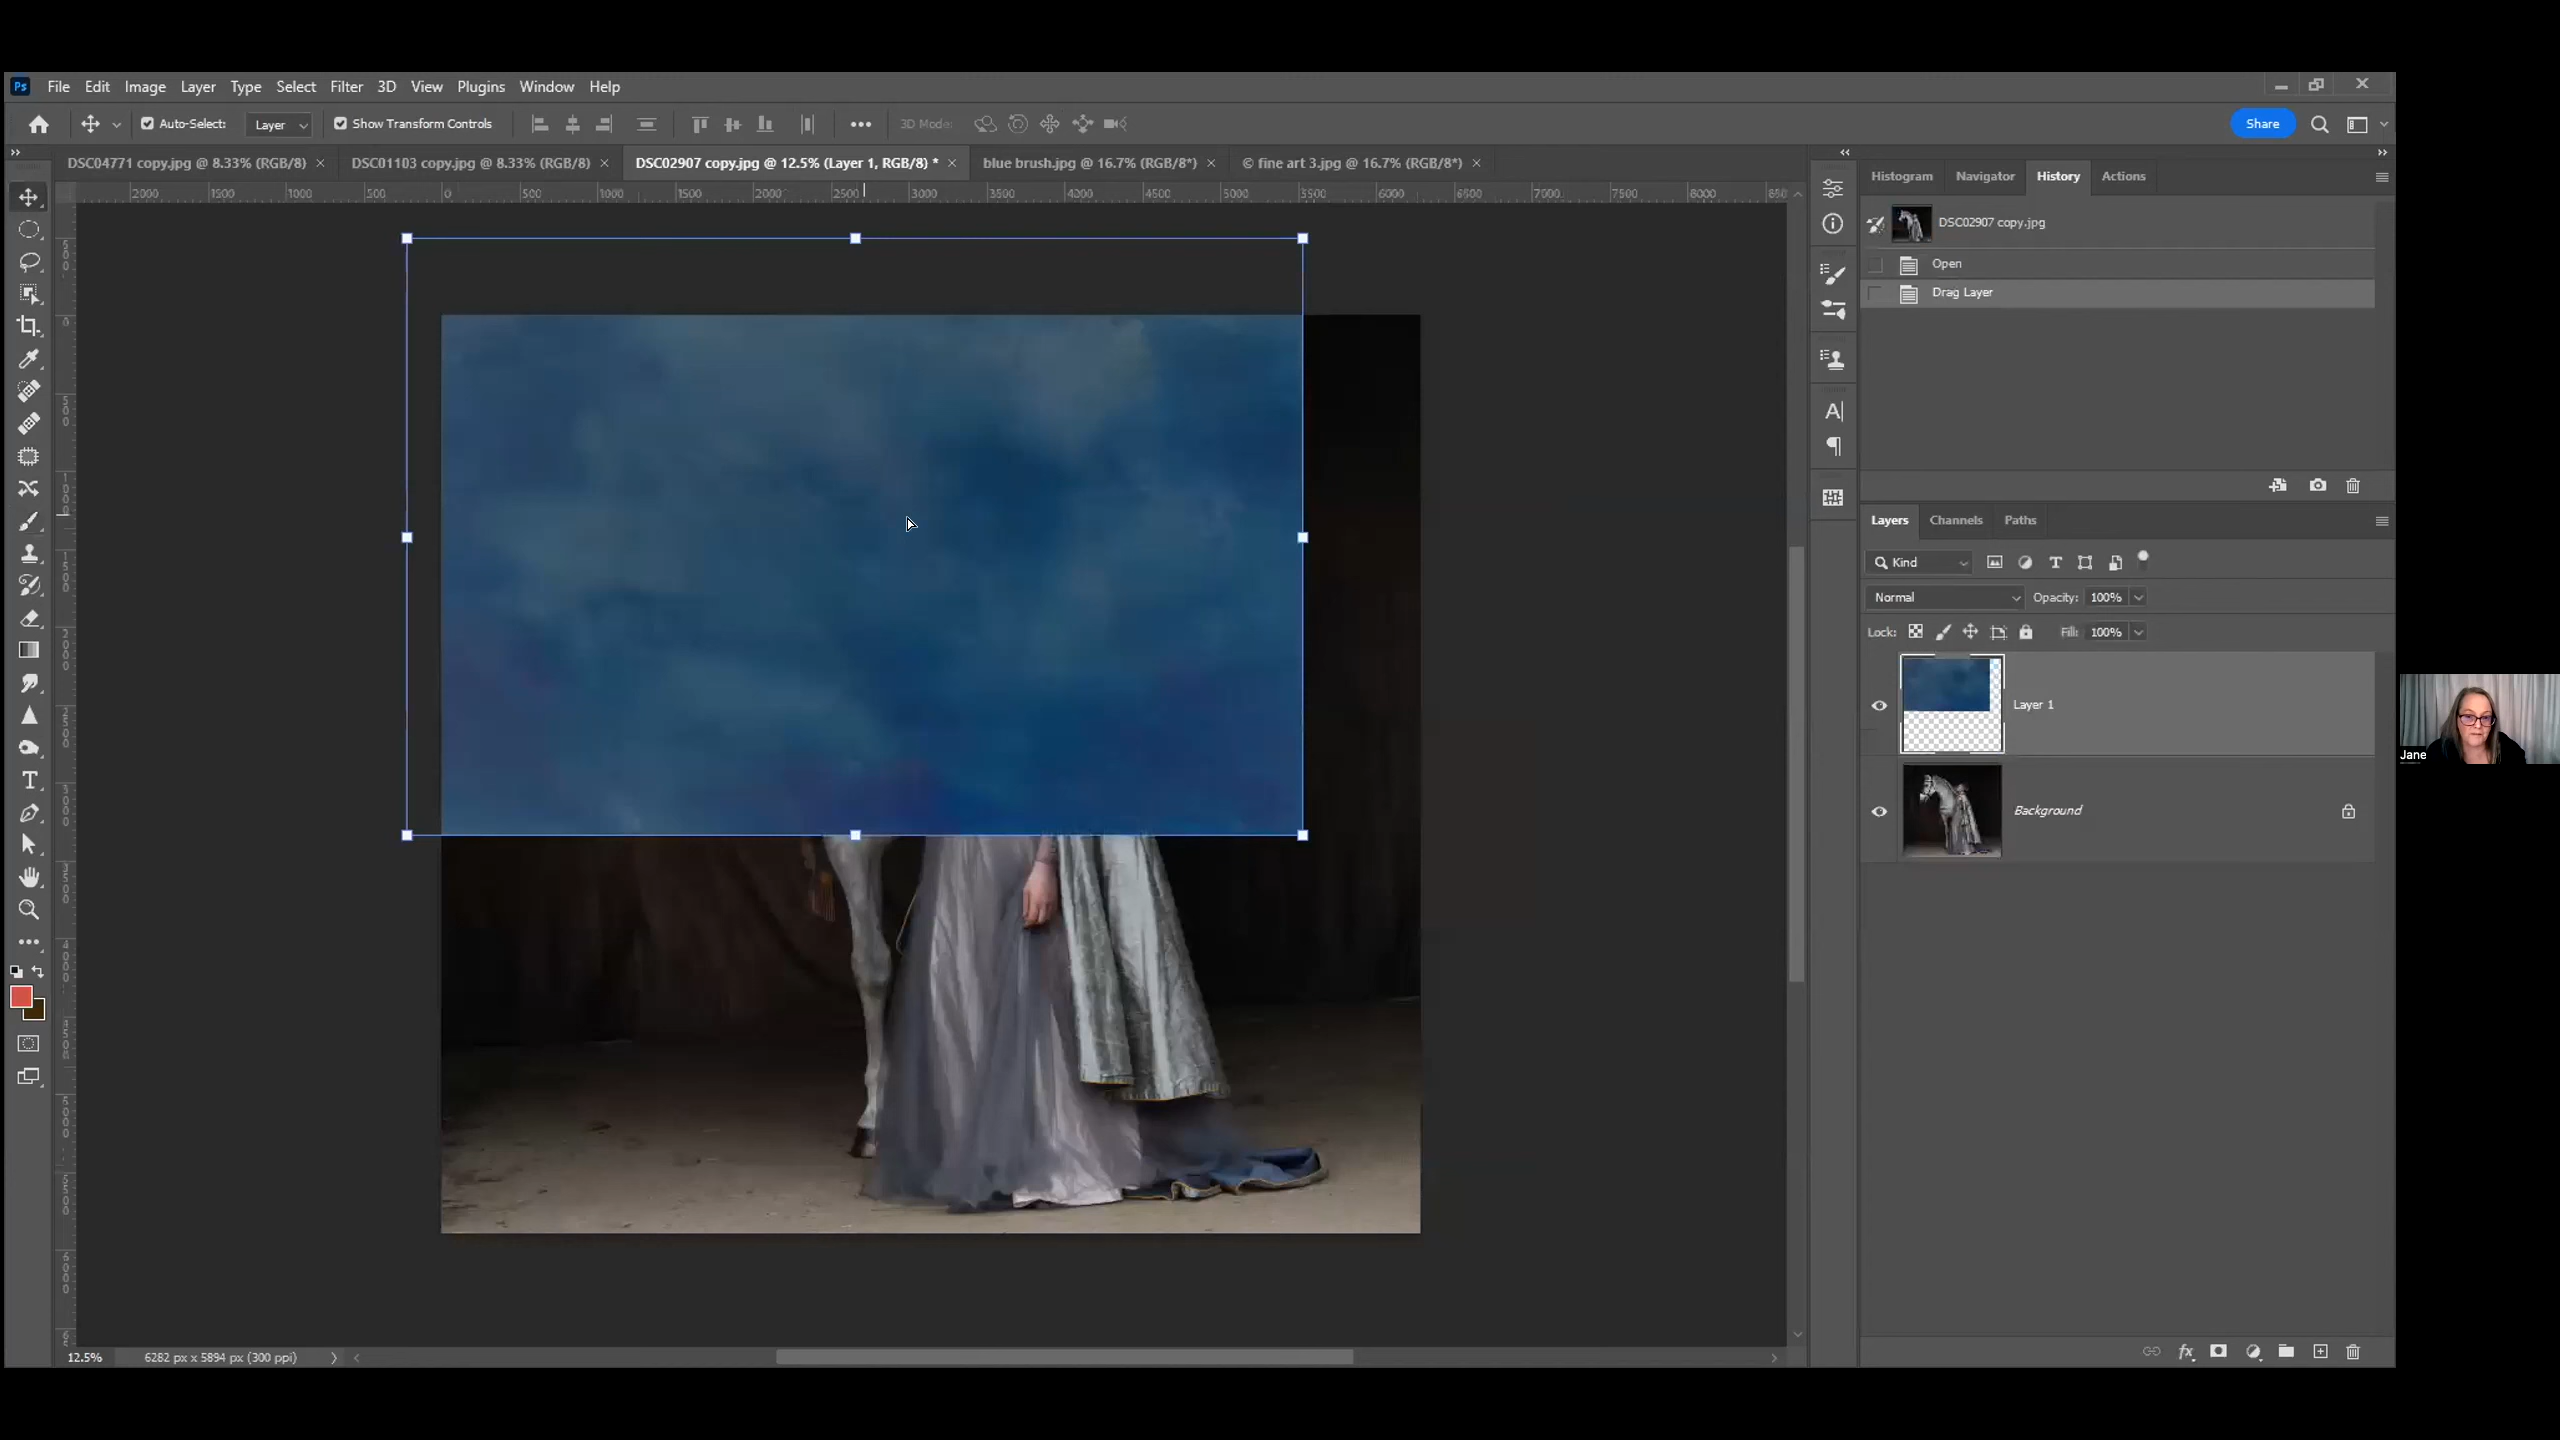 Ps File Edit Image Layer Type Select Filter 3D View Plugins Window Help
Auto-Select: Layer Show Transform Controls 3D Mode: Share
DSC04771 copy.jpg @ 8.33% (RGB/8) × DSC01103 copy.jpg @ 8.33% (RGB/8) × DSC02907 copy.jpg @ 12.5% (Layer 1, RGB/8) * × blue brush.jpg @ 16.7% (RGB/8*) × © fine art 3.jpg @ 16.7% (RGB/8*) ×
2000 1500 1000 500 0 500 1000 1500 2000 2500 3000 3500 4000 4500 5000 5500 6000 6500 7000 7500 8000
Histogram Navigator History Actions
DSC02907 copy.jpg
Open
Drag Layer
Layers Channels Paths
Kind
Normal Opacity: 100%
Lock: Fill: 100%
Layer 1
Background
Jane
12.5% 6282 px x 5894 px (300 ppi)